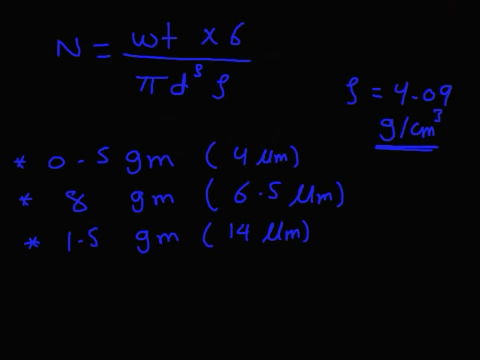 N = wt × 6 / π d³ ρ
ρ = 4.09
g/cm³
* 0.5 gm ( 4 μm)
* 8 gm ( 6.5 μm)
* 1.5 gm ( 14 μm)